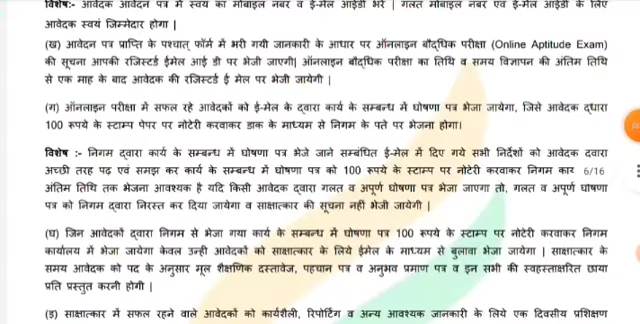 विशेष:- आवेदक आवेदन पत्र में स्वयं का मोबाइल नंबर व ई-मेल आईडी भरें | गलत मोबाइल नंबर एवं ई-मेल आईडी के लिए
आवेदक स्वयं जिम्मेदार होगा |
(ख) आवेदन पत्र प्राप्ति के पश्चात् फॉर्म में भरी गयी जानकारी के आधार पर ऑनलाइन बौद्धिक परीक्षा (Online Aptitude Exam)
की सूचना आपकी रजिस्टर्ड ईमेल आई डी पर भेजी जाएगी| ऑनलाइन बौद्धिक परीक्षा का तिथि व समय विज्ञापन की अंतिम तिथि
से एक माह के बाद आवेदक की रजिस्टर्ड ई मेल पर भेजी जायेगी |
(ग) ऑनलाइन परीक्षा में सफल रहे आवेदकों को ई-मेल के द्वारा कार्य के सम्बन्ध में घोषणा पत्र भेजा जायेगा, जिसे आवेदक द्धारा
100 रूपये के स्टाम्प पेपर पर नोटेरी करवाकर डाक के माध्यम से निगम के पते पर भेजना होगा।
विशेष :- निगम द्वारा कार्य के सम्बन्ध में घोषणा पत्र भेजे जाने सम्बंधित ई-मेल में दिए गये सभी निर्देशों को आवेदक दवारा
अच्छी तरह पढ़ एवं समझ कर कार्य के सम्बन्ध में घोषणा पत्र को 100 रूपये के स्टाम्प पर नोटेरी करवाकर निगम कार 6/16
अंतिम तिथि तक भेजना आवश्यक है यदि किसी आवेदक द्वारा गलत व अपूर्ण घोषणा पत्र भेजा जाएगा तो, गलत व अपूर्ण घोषणा
पत्र को निगम द्वारा निरस्त कर दिया जायेगा व साक्षात्कार की सूचना नहीं भेजी जायेगी |
(घ) जिन आवेदकों द्वारा निगम से भेजा गया कार्य के सम्बन्ध में घोषणा पत्र 100 रूपये के स्टाम्प पर नोटेरी करवाकर निगम
कार्यालय में भेजा जायेगा केवल उन्ही आवेदकों को साक्षात्कार के लिये ईमेल के माध्यम से बुलावा भेजा जायेगा | साक्षात्कार के
समय आवेदक को पद के अनुसार मूल शैक्षणिक दस्तावेज, पहचान पत्र व अनुभव प्रमाण पत्र व इन सभी की स्वहस्ताक्षरित छाया
प्रति प्रस्तुत करनी होगी |
(ड) साक्षात्कार में सफल रहने वाले आवेदकों को कार्यशैली, रिपोर्टिंग व अन्य आवश्यक जानकारी के लिये एक दिवसीय प्रशिक्षण